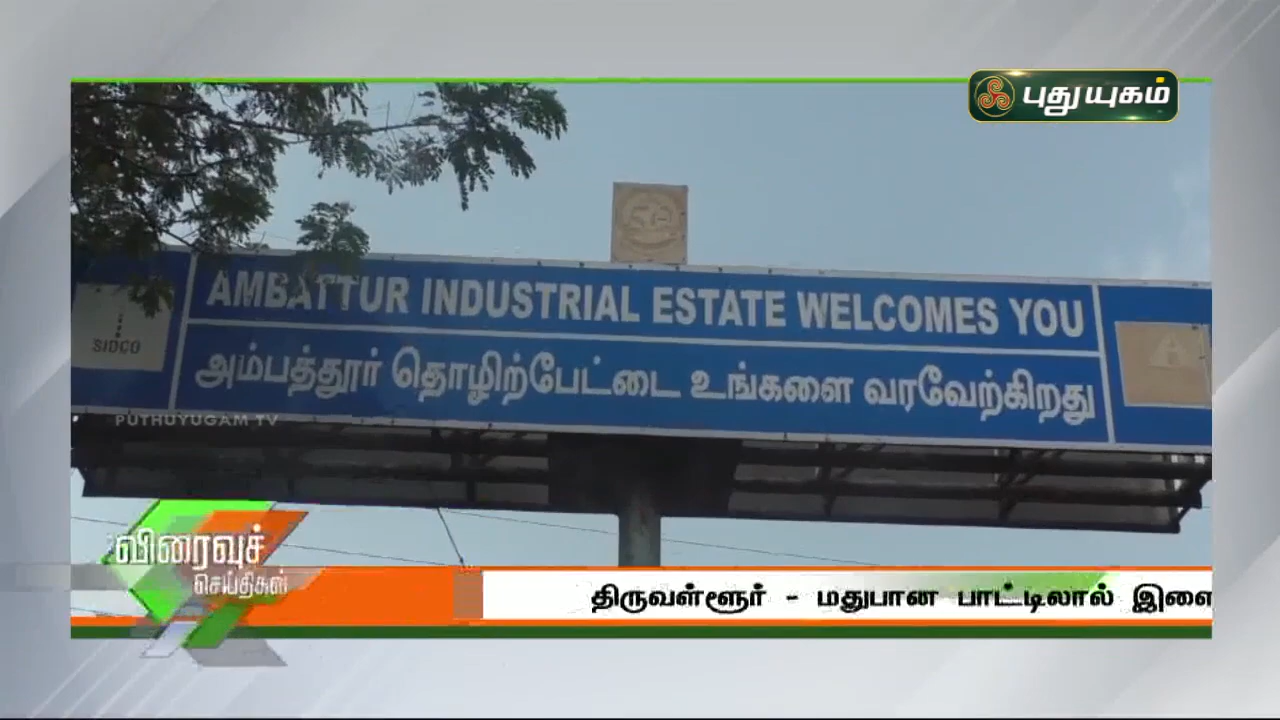 புதுயுகம்
AMBATTUR INDUSTRIAL ESTATE WELCOMES YOU
SIDCO
அம்பத்தூர் தொழிற்பேட்டை உங்களை வரவேற்கிறது
PUTHUYUGAM TV
விரைவுச்
செய்திகள்
திருவள்ளூர் - மதுபான பாட்டிலால்